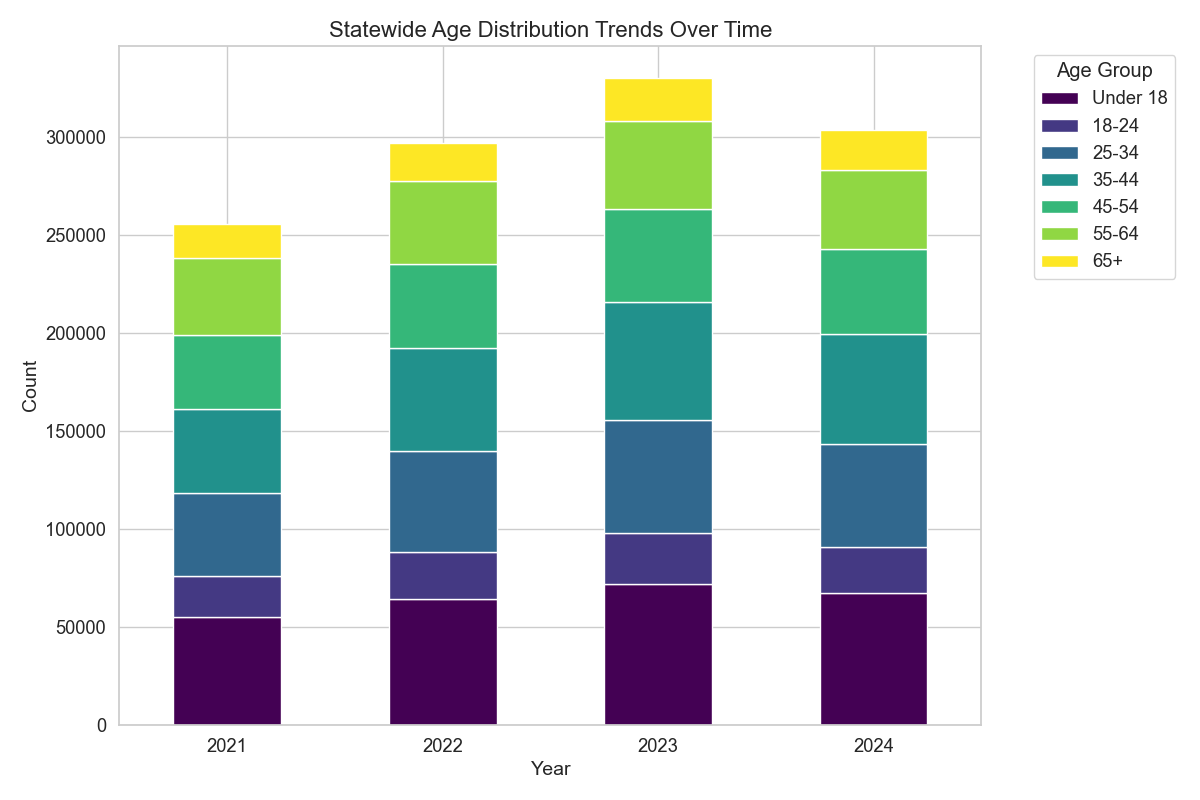 Statewide Age Distribution Trends Over Time
Age Group
Under 18
18-24
25-34
35-44
45-54
55-64
65+
Count
300000
250000
200000
150000
100000
50000
0
2021 2022 2023 2024
Year